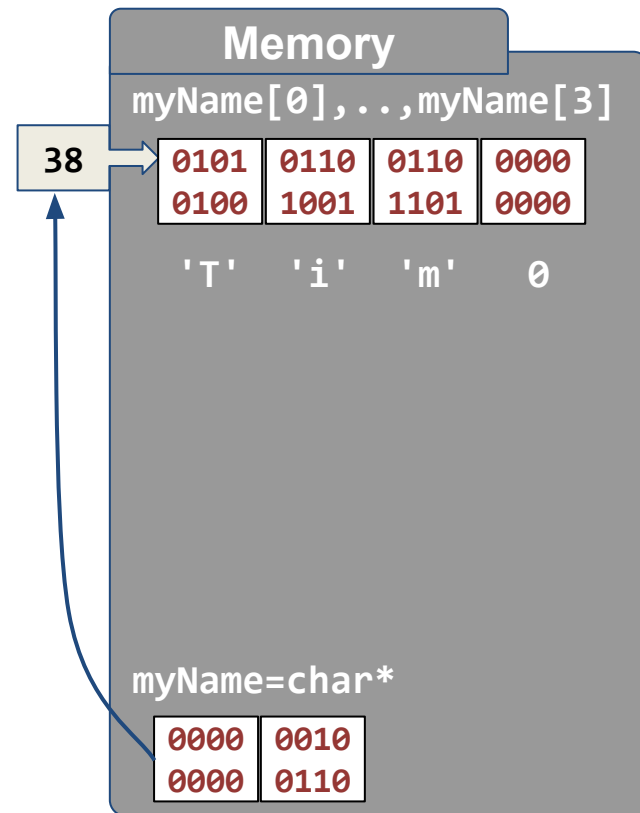 Memory
myName[0],..,myName[3]
38
0101 0110 0110 0000
0100 1001 1101 0000
'T' 'i' 'm' 0
myName=char*
0000 0010
0000 0110